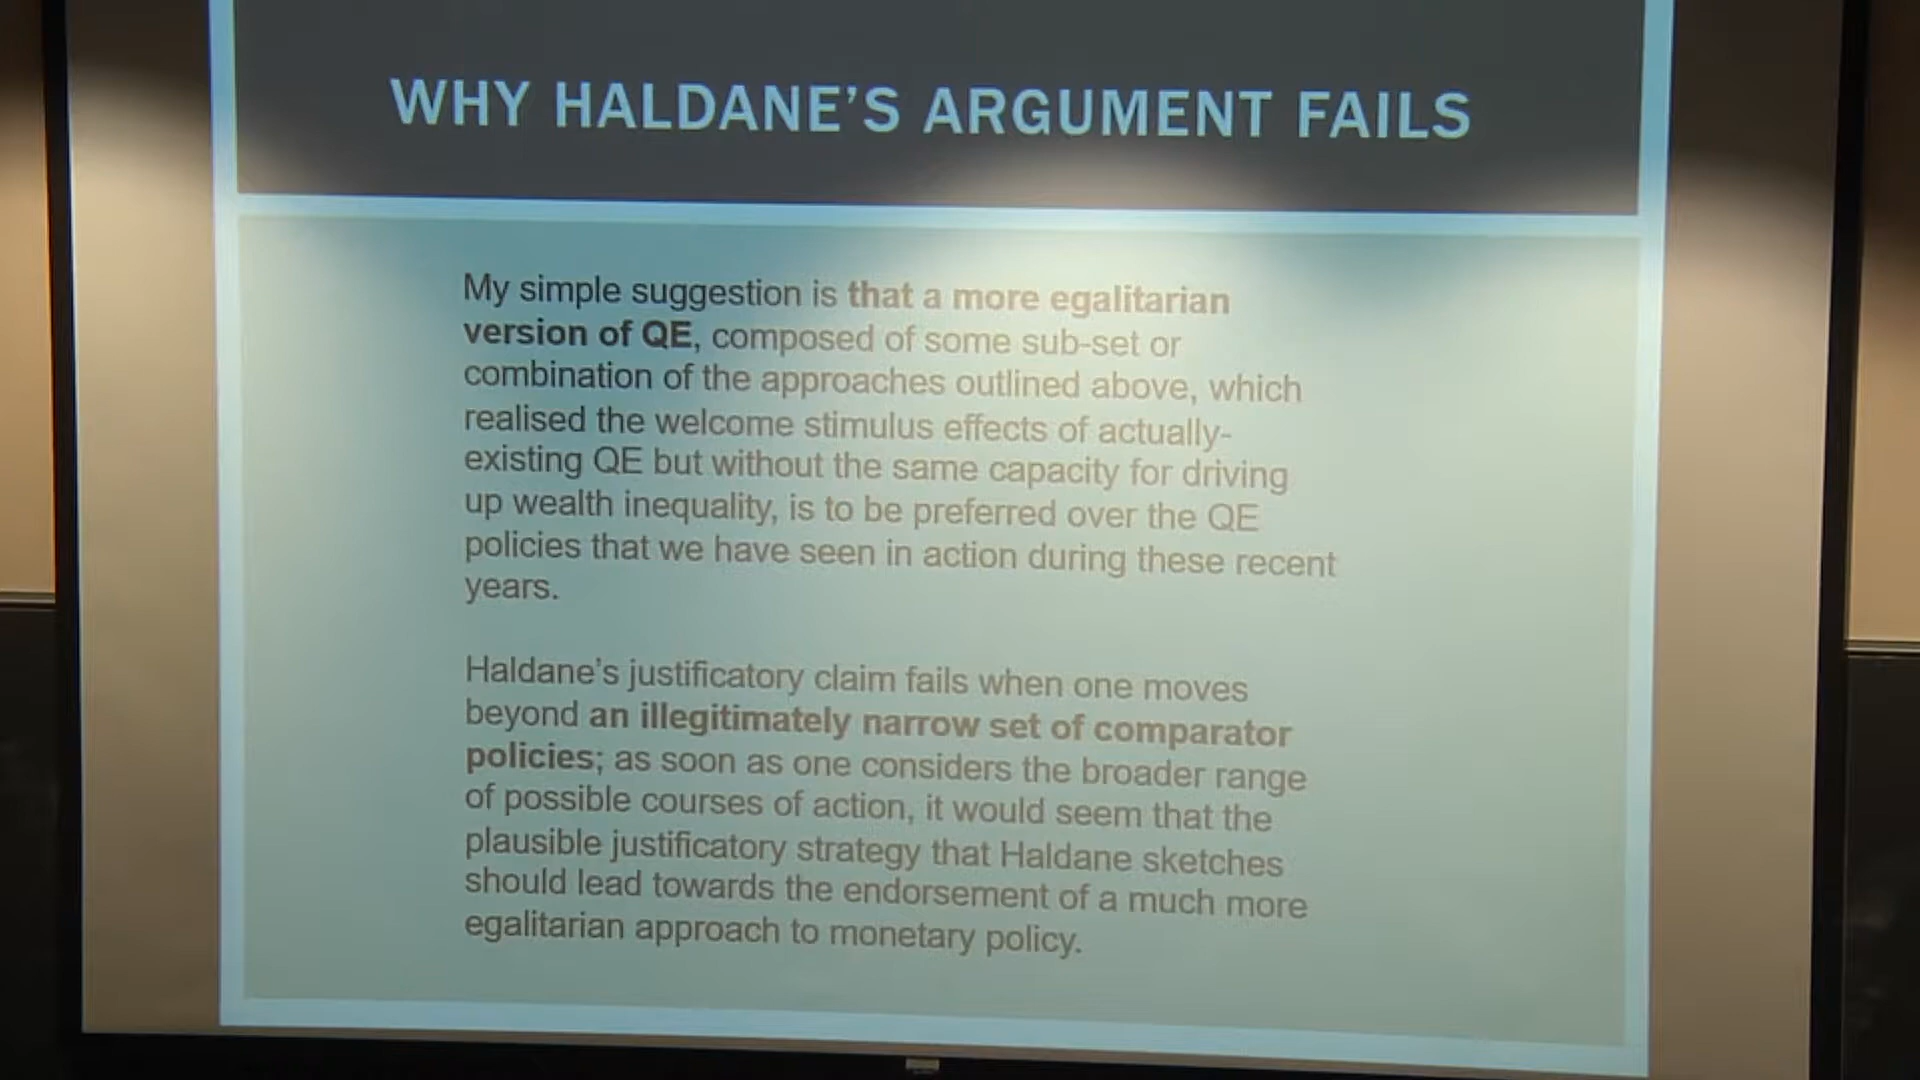 WHY HALDANE'S ARGUMENT FAILS
My simple suggestion is that a more egalitarian
version of QE, composed of some sub-set or
combination of the approaches outlined above, which
realised the welcome stimulus effects of actually-
existing QE but without the same capacity for driving
up wealth inequality, is to be preferred over the QE
policies that we have seen in action during these recent
years.
Haldane's justificatory claim fails when one moves
beyond an illegitimately narrow set of comparator
policies; as soon as one considers the broader range
of possible courses of action, it would seem that the
plausible justificatory strategy that Haldane sketches
should lead towards the endorsement of a much more
egalitarian approach to monetary policy.